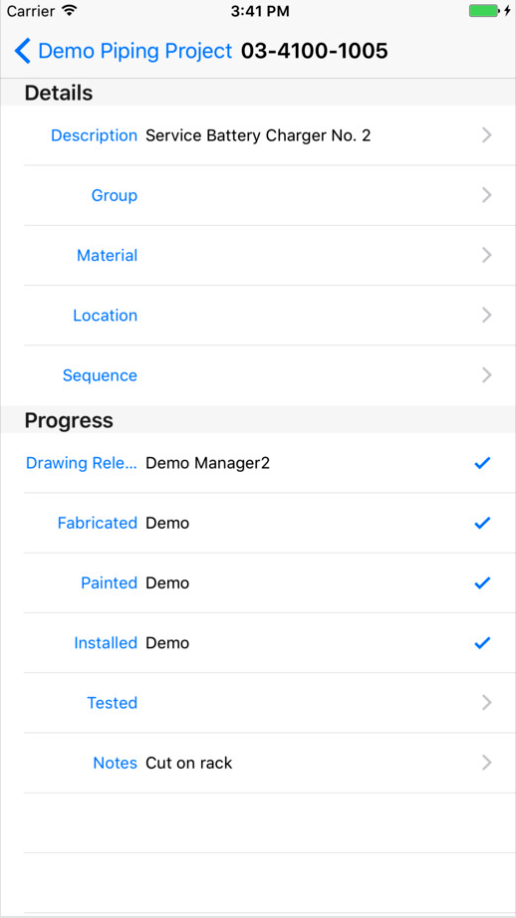 Carrier 3:41 PM
Demo Piping Project 03-4100-1005
Details
Description Service Battery Charger No. 2
Group
Material
Location
Sequence
Progress
Drawing Rele... Demo Manager2
Fabricated Demo
Painted Demo
Installed Demo
Tested
Notes Cut on rack